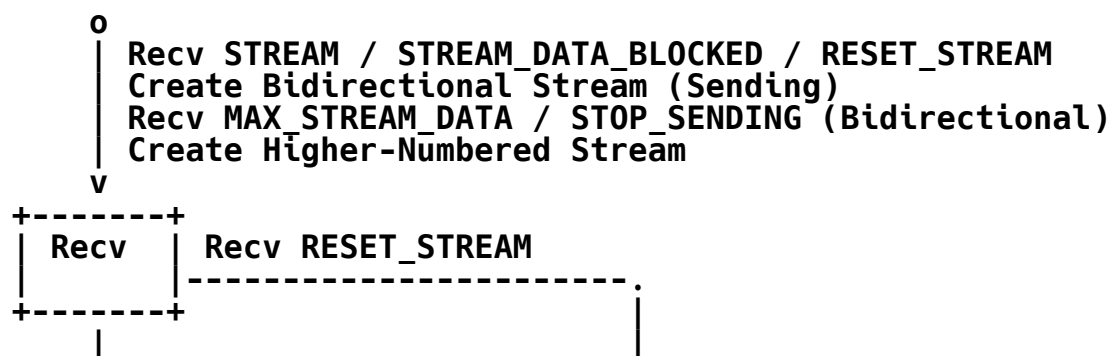 o
| Recv STREAM / STREAM_DATA_BLOCKED / RESET_STREAM
| Create Bidirectional Stream (Sending)
| Recv MAX_STREAM_DATA / STOP_SENDING (Bidirectional)
| Create Higher-Numbered Stream
v
+-------+
| Recv  | Recv RESET_STREAM
|       |-----------------------.
+-------+                       |
|                       |